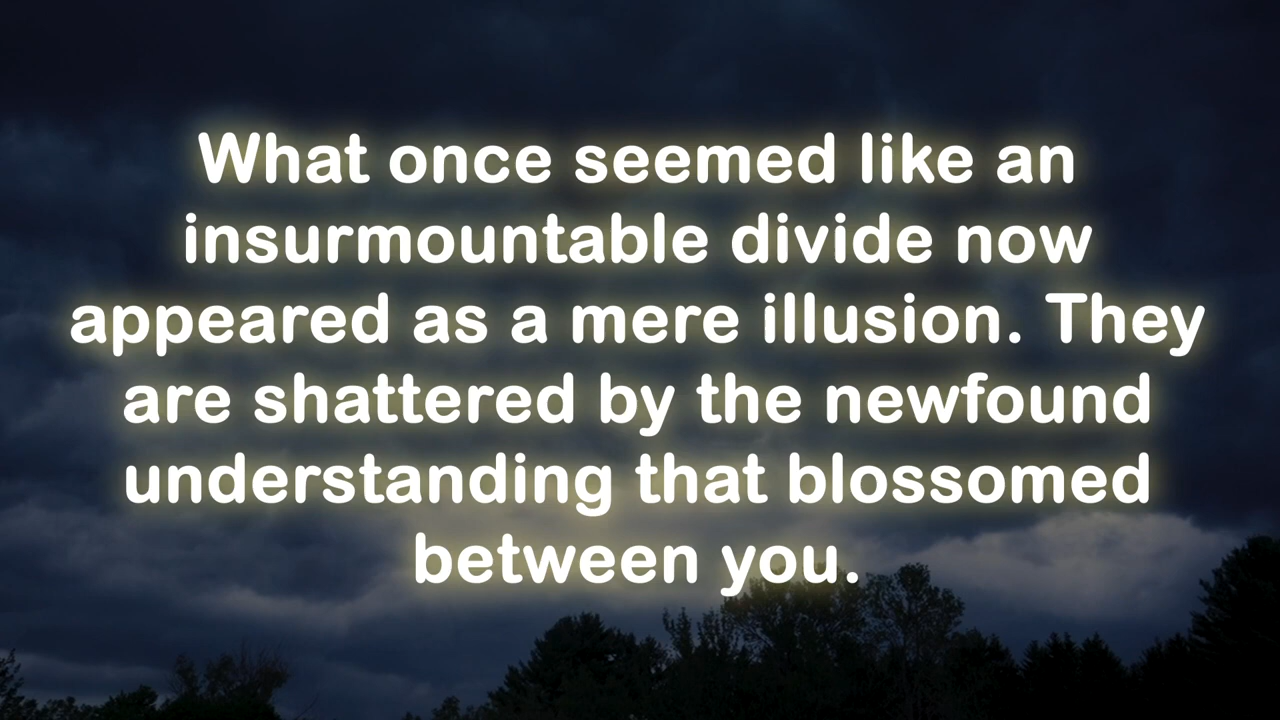 What once seemed like an
insurmountable divide now
appeared as a mere illusion. They
are shattered by the newfound
understanding that blossomed
between you.